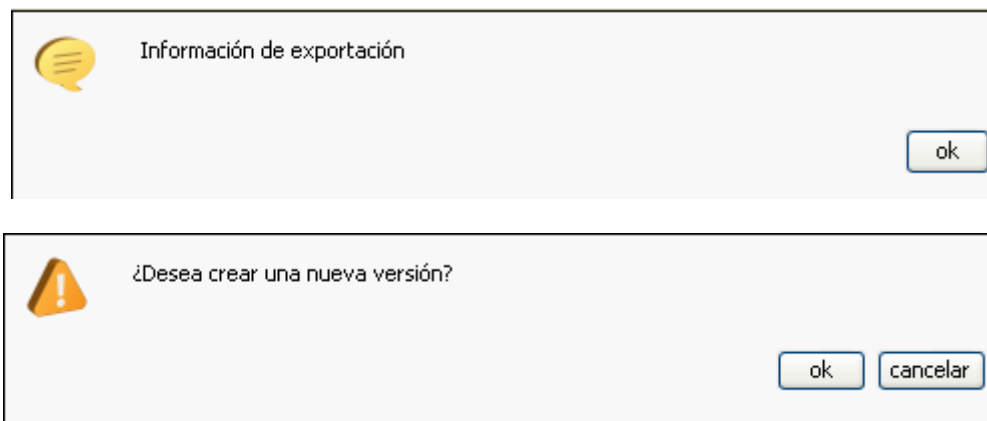 Información de exportación
ok
¿Desea crear una nueva versión?
ok cancelar